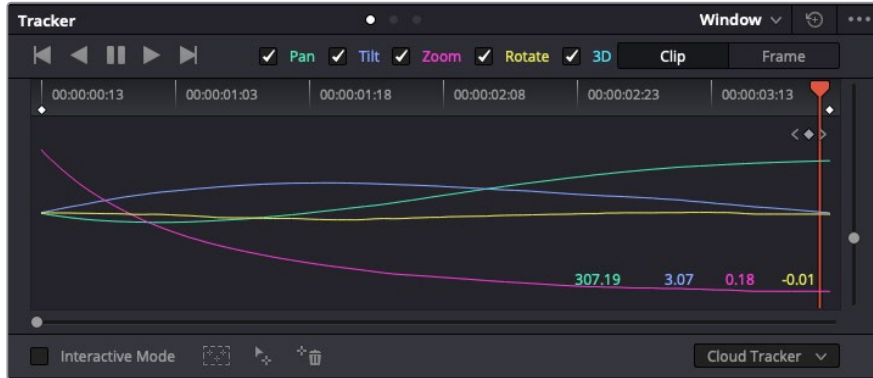 Tracker Window
Pan Tilt Zoom Rotate 3D Clip Frame
00:00:00:13 00:00:01:03 00:00:01:18 00:00:02:08 00:00:02:23 00:00:03:13
307.19 3.07 0.18 -0.01
Interactive Mode Cloud Tracker